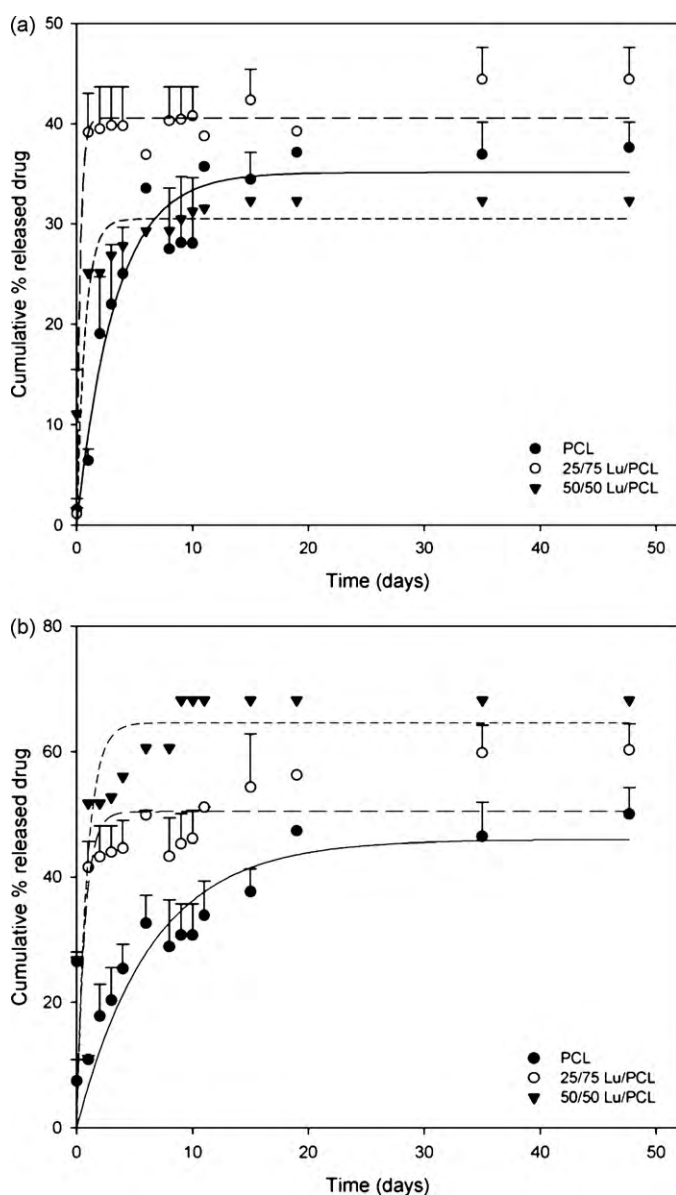 (a)
50
40
30
20
10
0
Cumulative % released drug
PCL
25/75 Lu/PCL
50/50 Lu/PCL
0 10 20 30 40 50
Time (days)
(b)
80
60
40
20
0
Cumulative % released drug
PCL
25/75 Lu/PCL
50/50 Lu/PCL
0 10 20 30 40 50
Time (days)